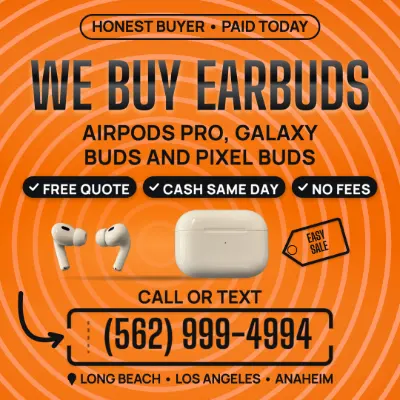 HONEST BUYER • PAID TODAY
WE BUY EARBUDS
AIRPODS PRO, GALAXY
BUDS AND PIXEL BUDS
✓ FREE QUOTE ✓ CASH SAME DAY ✓ NO FEES
EASY
SALE
CALL OR TEXT
(562) 999-4994
LONG BEACH • LOS ANGELES • ANAHEIM